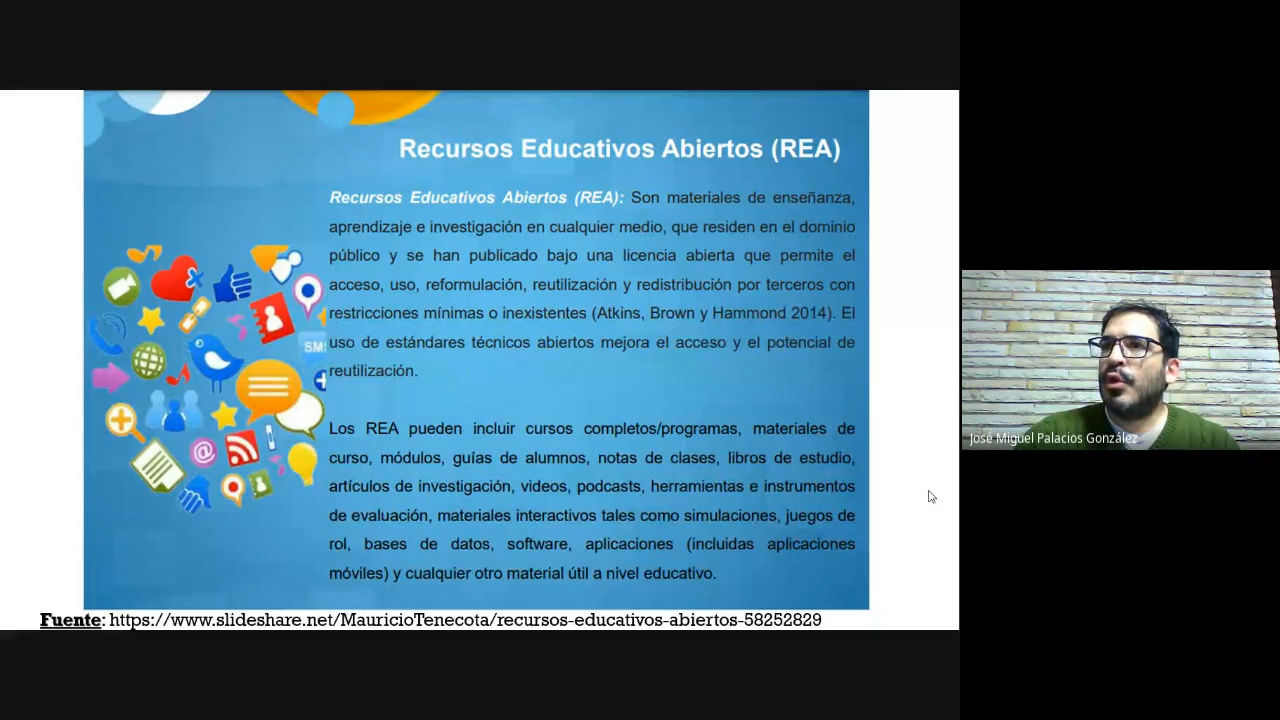 Recursos Educativos Abiertos (REA)
Recursos Educativos Abiertos (REA): Son materiales de enseñanza,
aprendizaje e investigación en cualquier medio, que residen en el dominio
público y se han publicado bajo una licencia abierta que permite el
acceso, uso, reformulación, reutilización y redistribución por terceros con
restricciones mínimas o inexistentes (Atkins, Brown y Hammond 2014). El
uso de estándares técnicos abiertos mejora el acceso y el potencial de
reutilización.
SMS
Los REA pueden incluir cursos completos/programas, materiales de
curso, módulos, guías de alumnos, notas de clases, libros de estudio,
artículos de investigación, videos, podcasts, herramientas e instrumentos
de evaluación, materiales interactivos tales como simulaciones, juegos de
rol, bases de datos, software, aplicaciones (incluidas aplicaciones
móviles) y cualquier otro material útil a nivel educativo.
Fuente: https://www.slideshare.net/MauricioTenecota/recursos-educativos-abiertos-58252829
José Miguel Palacios González